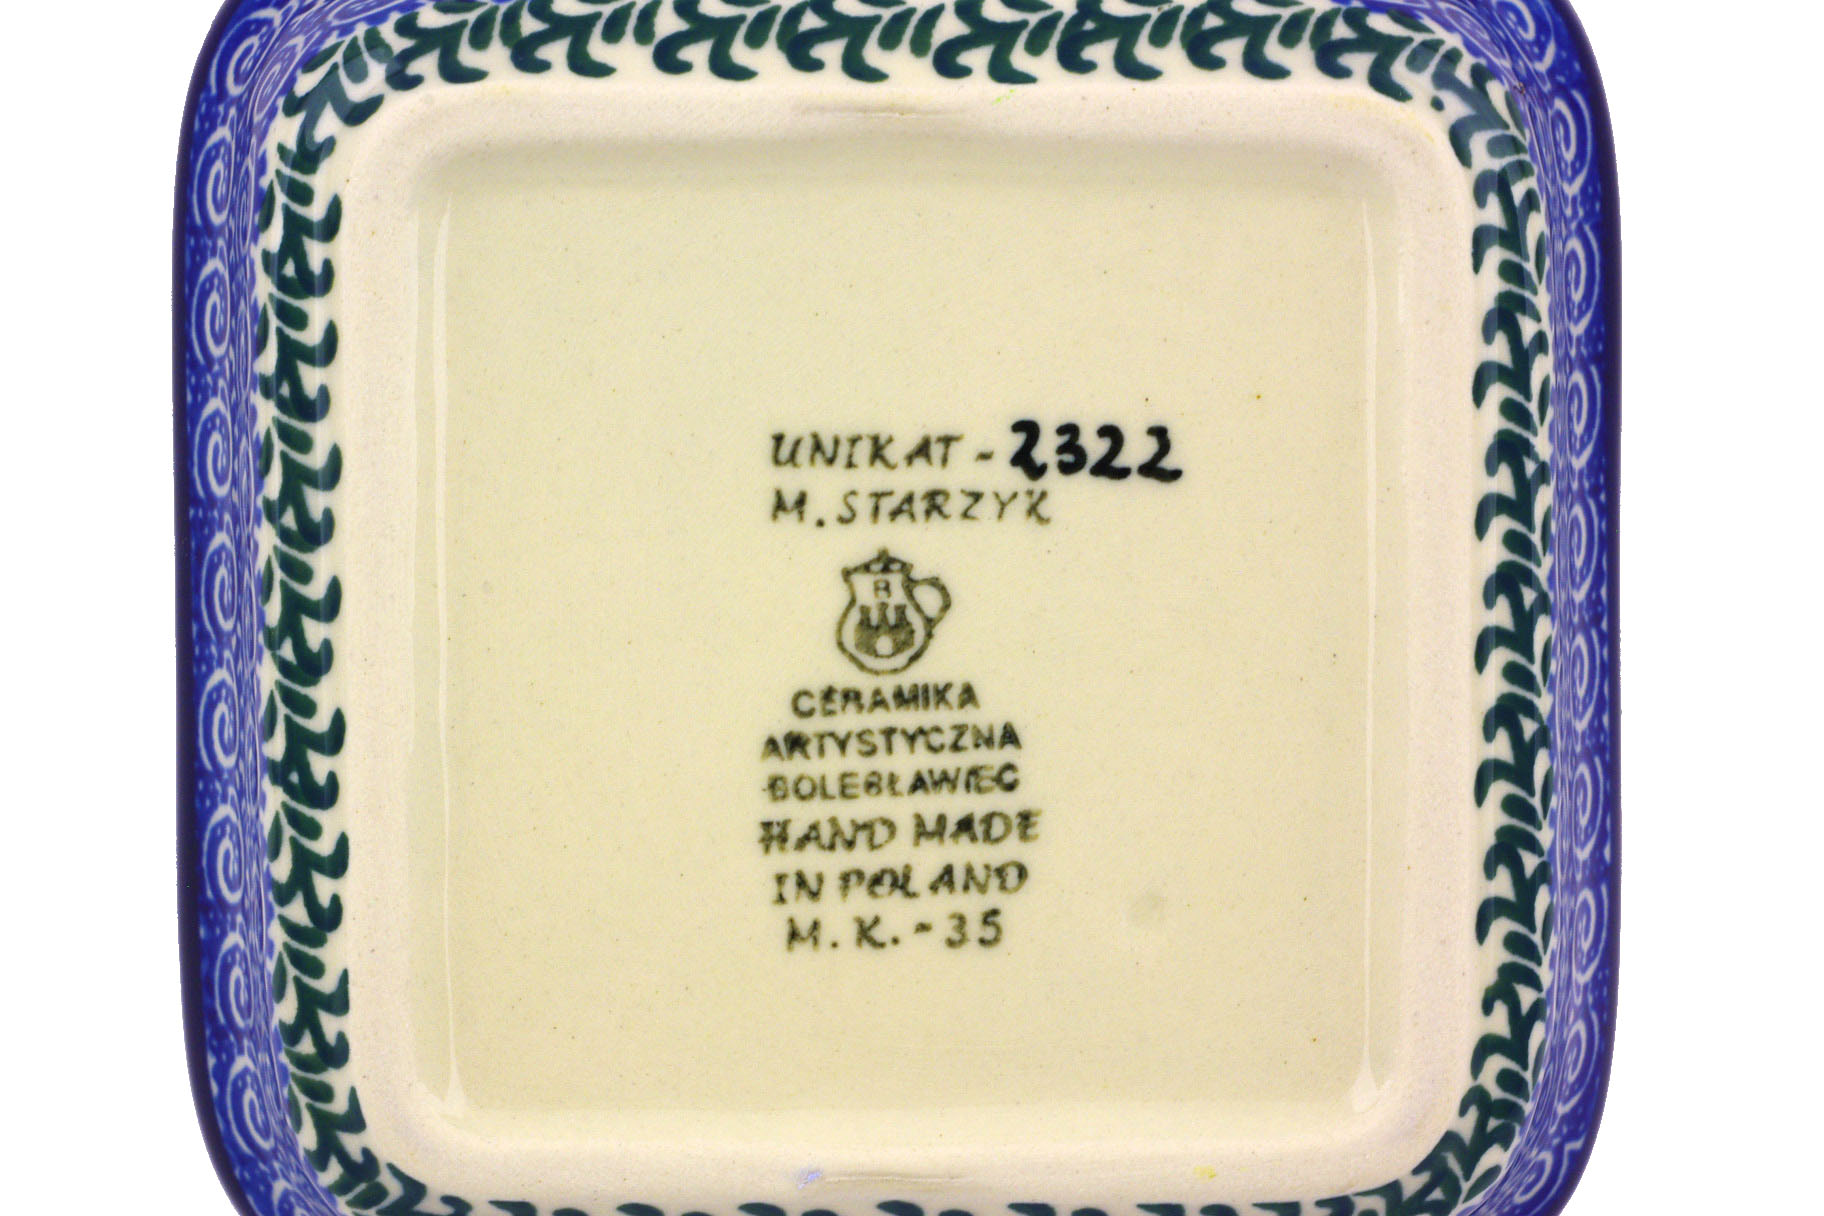 UNIKAT - 2322
M. STARZYK
CERAMIKA
ARTYSTYCZNA
BOLESŁAWIEC
HAND MADE
IN POLAND
M. K. - 35